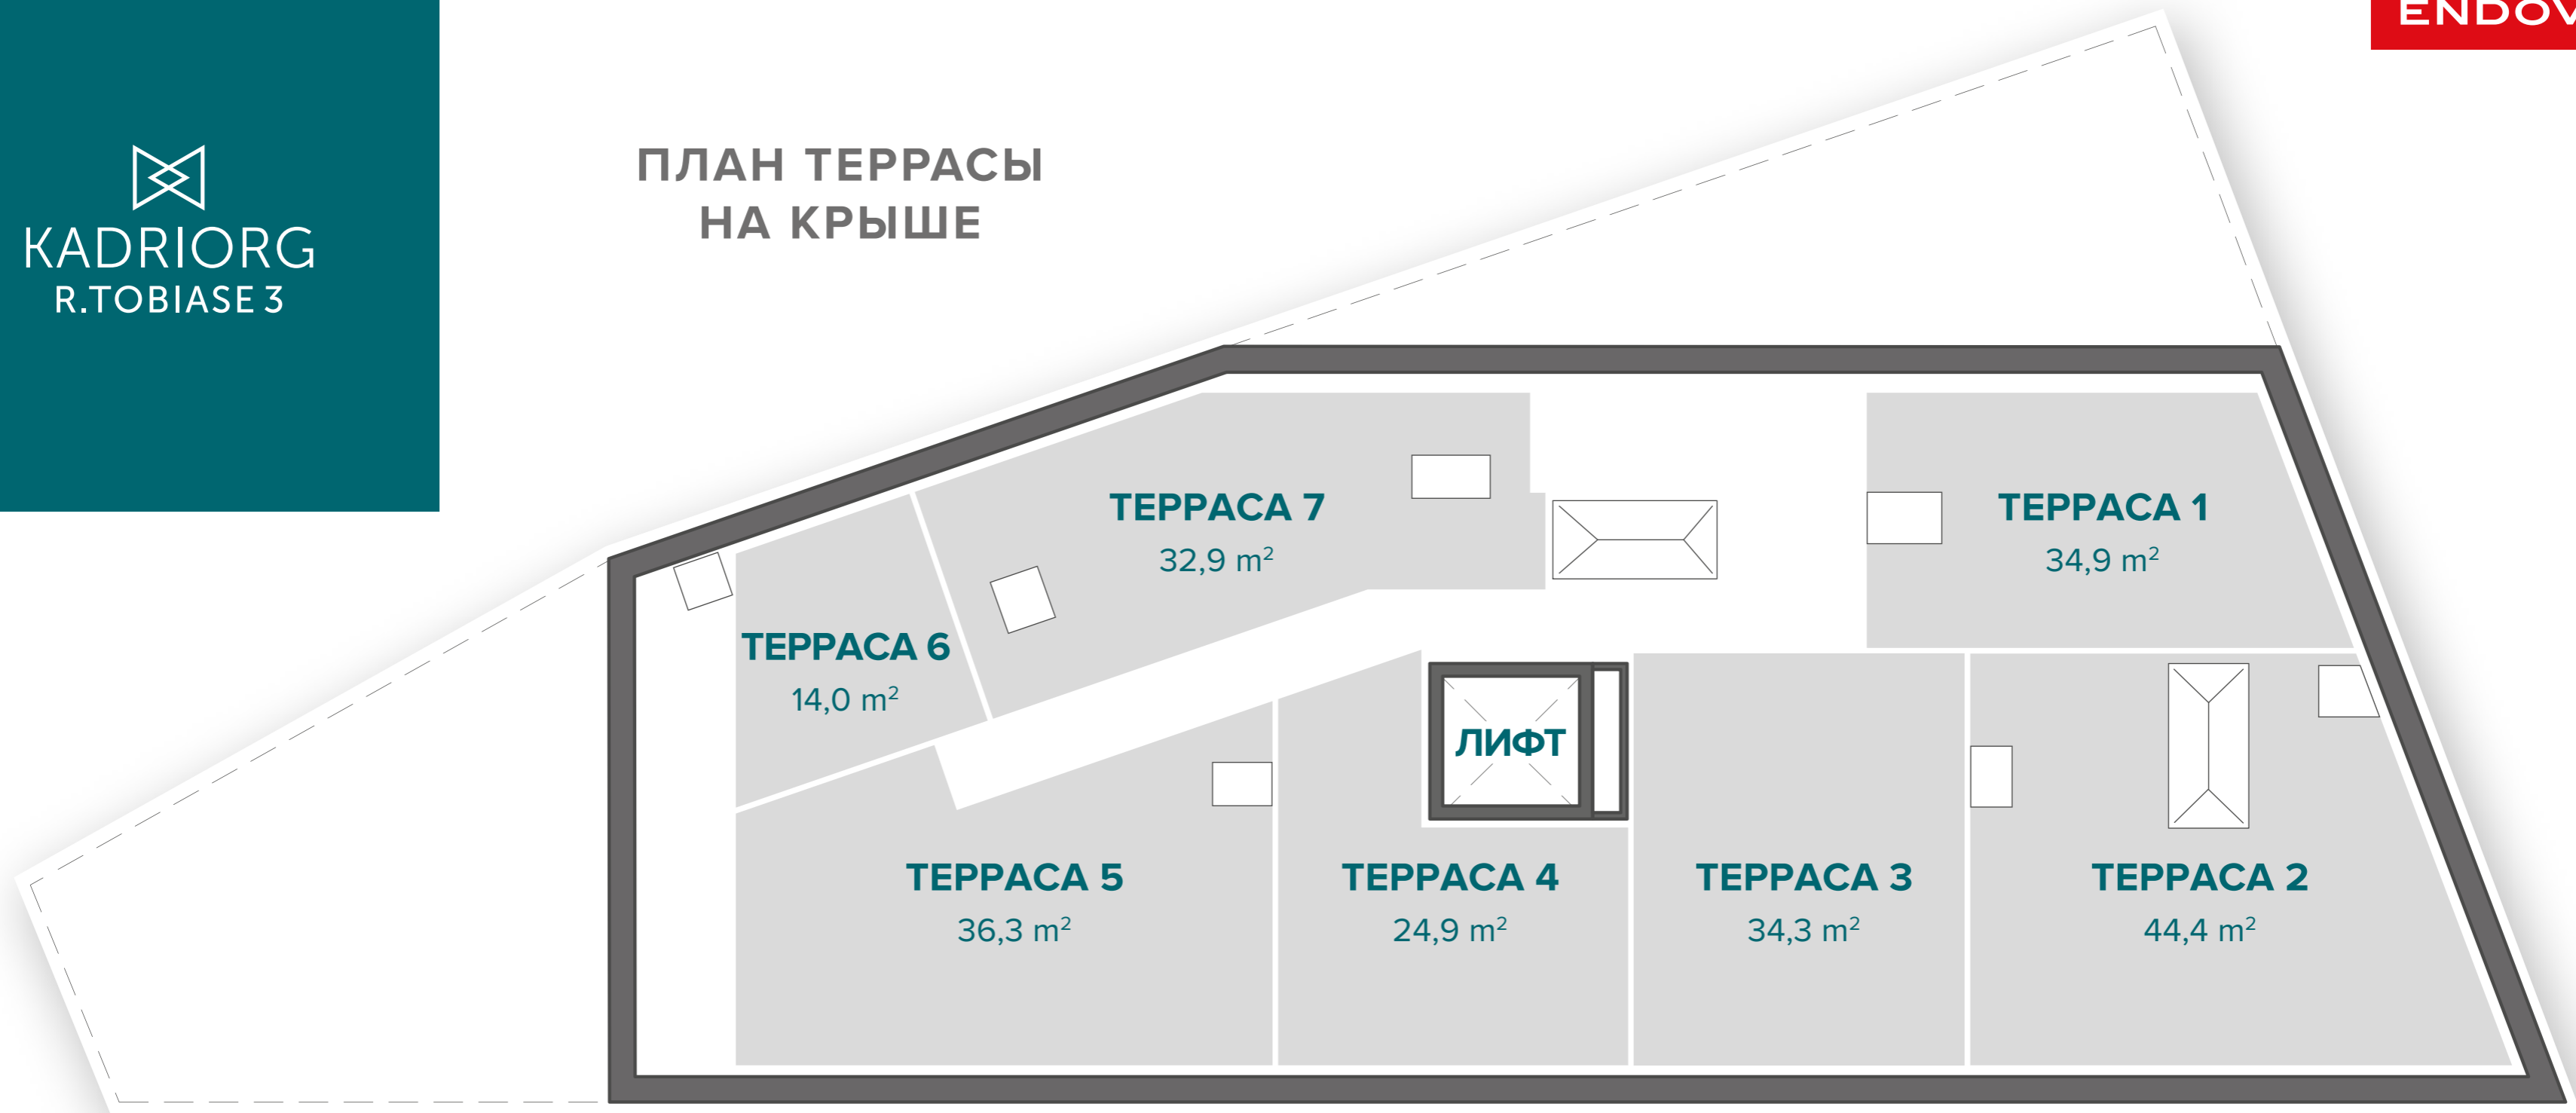 KADRIORG
R.TOBIASE 3
ПЛАН ТЕРРАСЫ
НА КРЫШЕ
ТЕРРАСА 7
32,9 m²
ТЕРРАСА 1
34,9 m²
ТЕРРАСА 6
14,0 m²
ЛИФТ
ТЕРРАСА 5
36,3 m²
ТЕРРАСА 4
24,9 m²
ТЕРРАСА 3
34,3 m²
ТЕРРАСА 2
44,4 m²